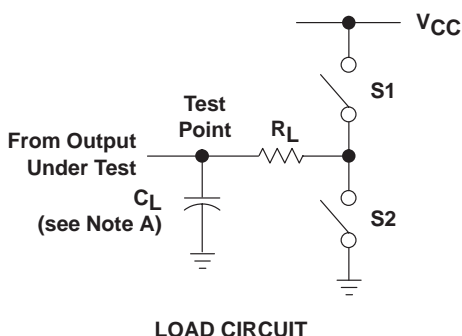 VCC
S1
Test
Point
RL
From Output
Under Test
CL
(see Note A)
S2
LOAD CIRCUIT